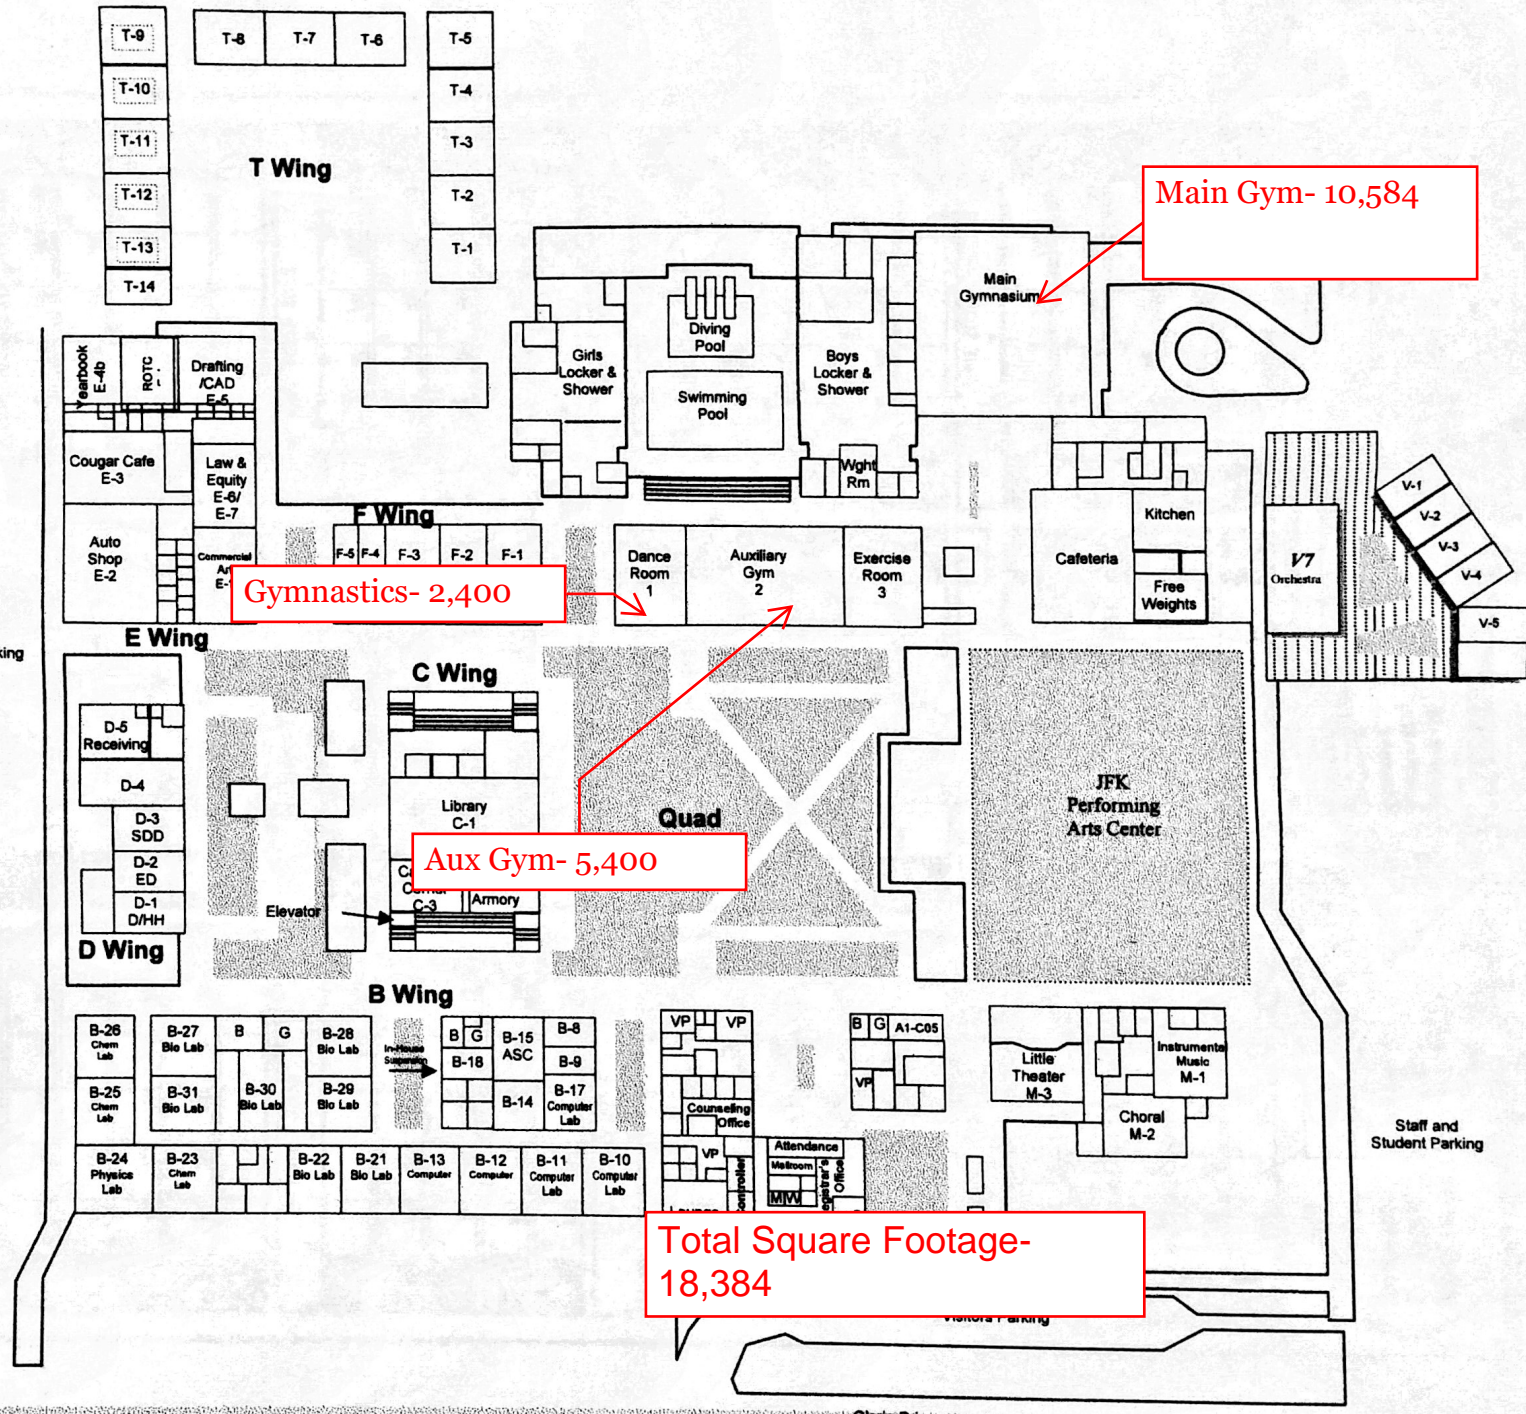 T-9
T-8
T-7
T-6
T-5
T-10
T-4
T-11
T-3
T Wing
T-12
T-2
T-13
T-1
T-14
Main Gym- 10,584
Main
Gymnasium
Diving
Pool
Girls
Locker &
Shower
Boys
Locker &
Shower
Swimming
Pool
Wght
Rm
Yearbook
E-4b
ROTC
Drafting
/CAD
E-5
Cougar Cafe
E-3
Law &
Equity
E-6/
E-7
Auto
Shop
E-2
Commercial
F Wing
F-5
F-4
F-3
F-2
F-1
Gymnastics- 2,400
Dance
Room
1
Auxiliary
Gym
2
Exercise
Room
3
Kitchen
Cafeteria
Free
Weights
V7
Orchestra
V-1
V-2
V-3
V-4
V-5
E Wing
C Wing
D-5
Receiving
D-4
D-3
SDD
D-2
ED
D-1
D/HH
D Wing
Library
C-1
Quad
Aux Gym- 5,400
C-3
Armory
Elevator
JFK
Performing
Arts Center
B Wing
B-26
Chem
Lab
B-27
Bio Lab
B
G
B-28
Bio Lab
In-House
Suspension
B
G
B-15
ASC
B-8
B-18
B-9
B-25
Chem
Lab
B-31
Bio Lab
B-30
Bio Lab
B-29
Bio Lab
B-14
B-17
Computer
Lab
B-24
Physics
Lab
B-23
Chem
Lab
B-22
Bio Lab
B-21
Bio Lab
B-13
Computer
B-12
Computer
B-11
Computer
Lab
B-10
Computer
Lab
VP
VP
Counseling
Office
VP
Attendance
Mailroom
M
W
Office
B
G
A1-C05
VP
Little
Theater
M-3
Instrumental
Music
M-1
Choral
M-2
Staff and
Student Parking
Total Square Footage-
18,384
Visitors Parking